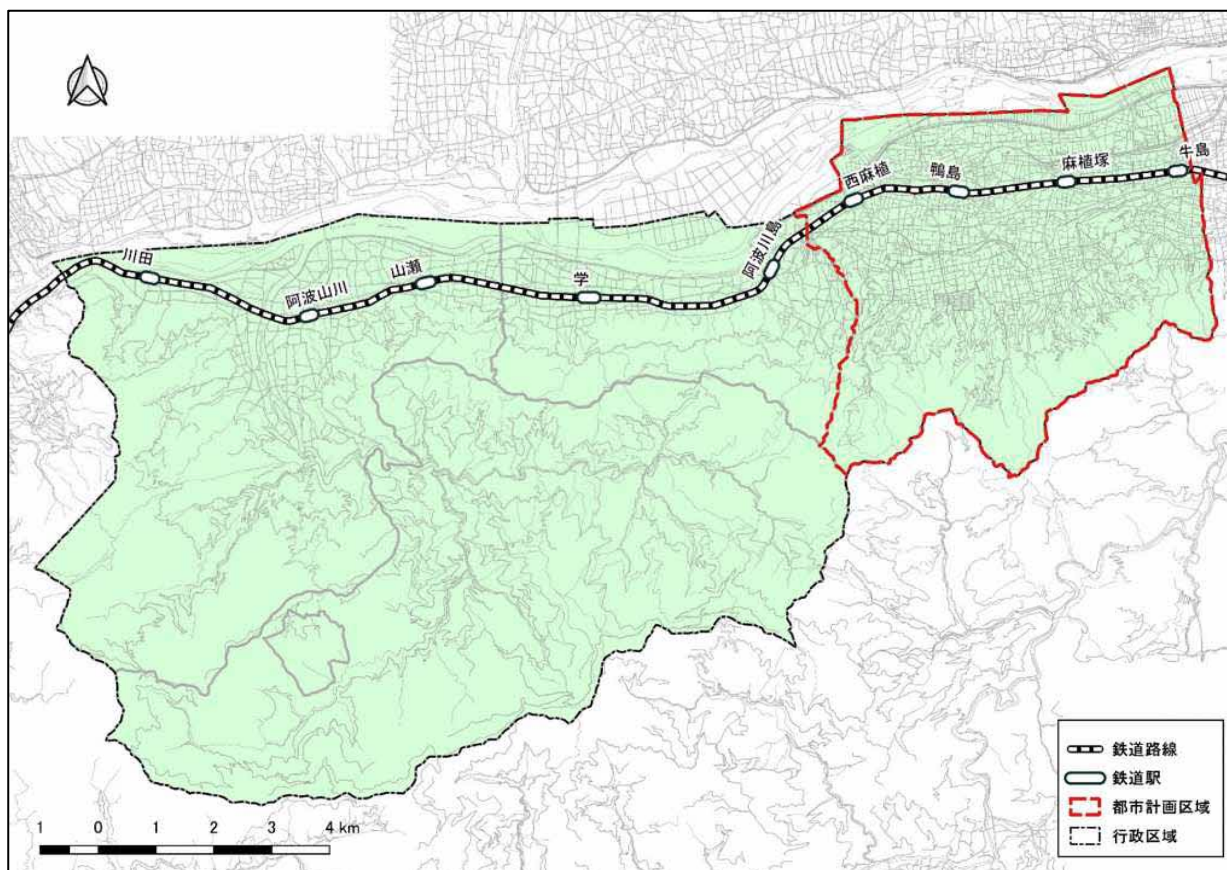 川田
阿波山川
山瀬
学
阿波川島
西麻植
鴨島
麻植塚
牛島
鉄道路線
鉄道駅
都市計画区域
行政区域
1 0 1 2 3 4 km